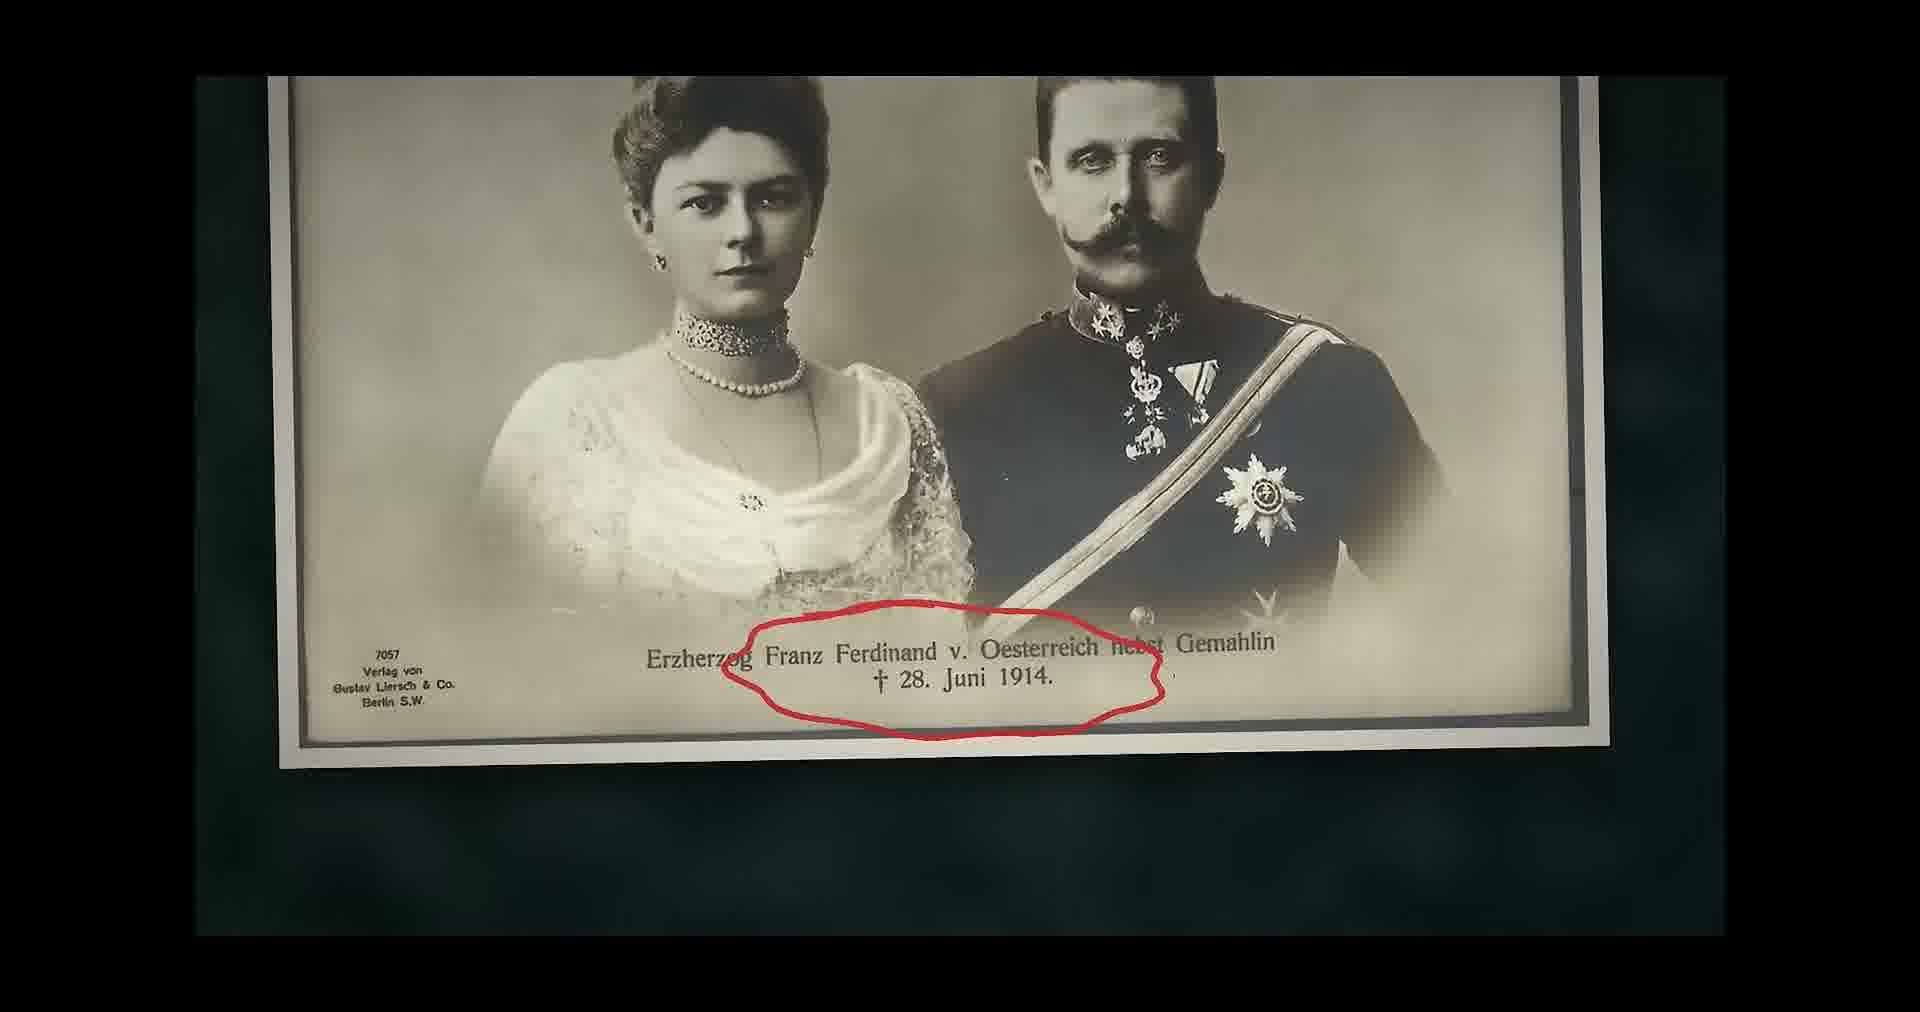 Erzherzog Franz Ferdinand v. Oesterreich nebst Gemahlin
† 28. Juni 1914.
7057
Verlag von
Gustav Liersch & Co.
Berlin S.W.